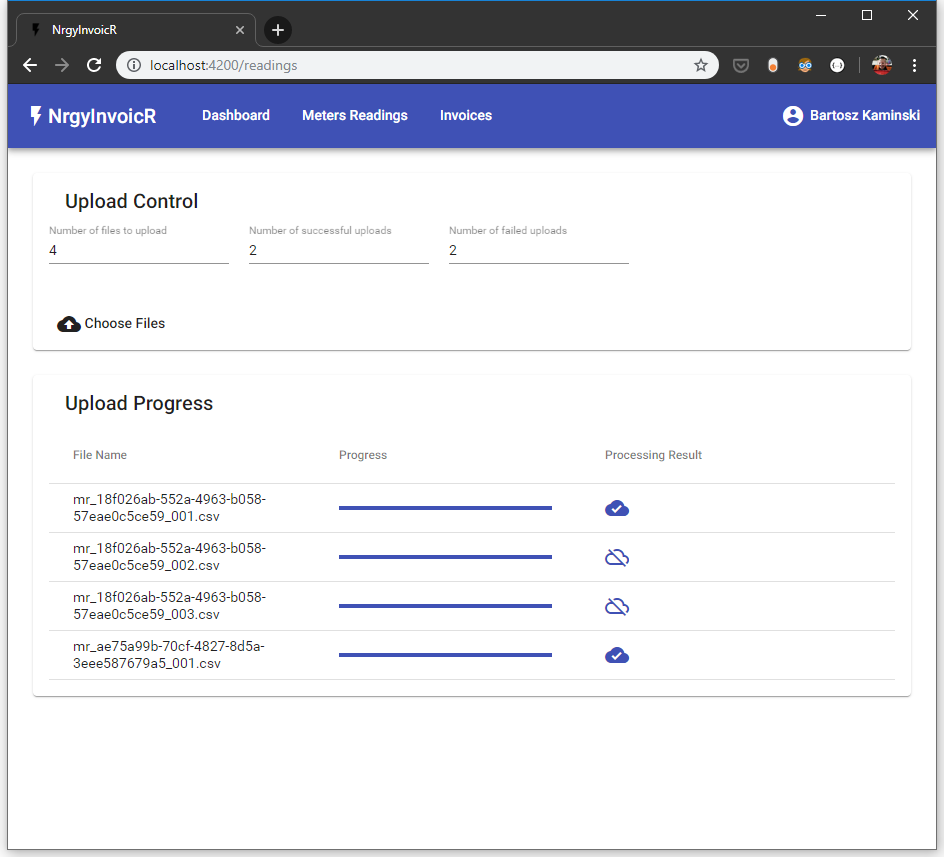 NrgyInvoicR
localhost:4200/readings
NrgyInvoicR Dashboard Meters Readings Invoices Bartosz Kaminski
Upload Control
Number of files to upload Number of successful uploads Number of failed uploads
4 2 2
Choose Files
Upload Progress
File Name Progress Processing Result
mr_18f026ab-552a-4963-b058-
57eae0c5ce59_001.csv
mr_18f026ab-552a-4963-b058-
57eae0c5ce59_002.csv
mr_18f026ab-552a-4963-b058-
57eae0c5ce59_003.csv
mr_ae75a99b-70cf-4827-8d5a-
3eee587679a5_001.csv